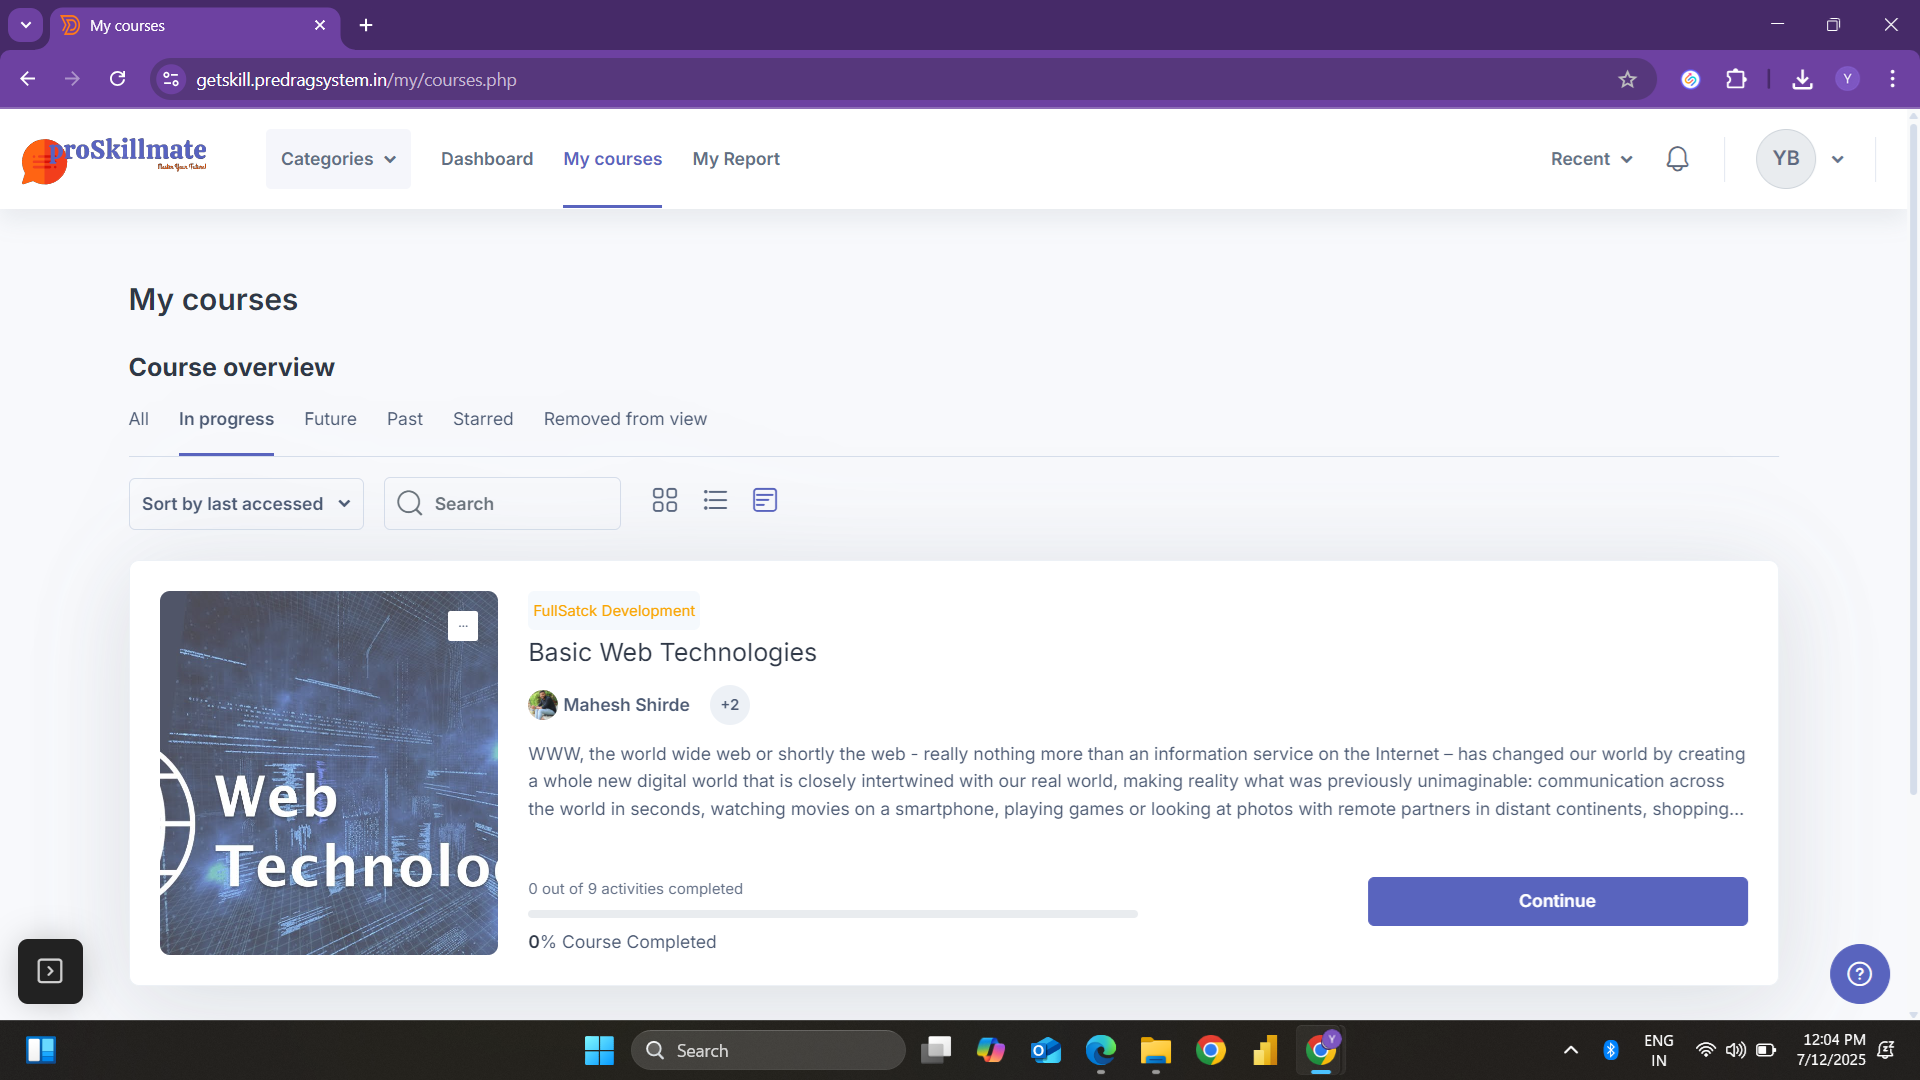 My courses
getskill.predragsystem.in/my/courses.php
Y
proSkillmate
Categories
Dashboard
My courses
My Report
Recent
YB
My courses
Course overview
All
In progress
Future
Past
Starred
Removed from view
Sort by last accessed
Search
...
Web
Technolo
FullSatck Development
Basic Web Technologies
Mahesh Shirde
+2
WWW, the world wide web or shortly the web - really nothing more than an information service on the Internet – has changed our world by creating
a whole new digital world that is closely intertwined with our real world, making reality what was previously unimaginable: communication across
the world in seconds, watching movies on a smartphone, playing games or looking at photos with remote partners in distant continents, shopping...
0 out of 9 activities completed
0% Course Completed
Continue
?
Search
Y
ENG
IN
12:04 PM
7/12/2025